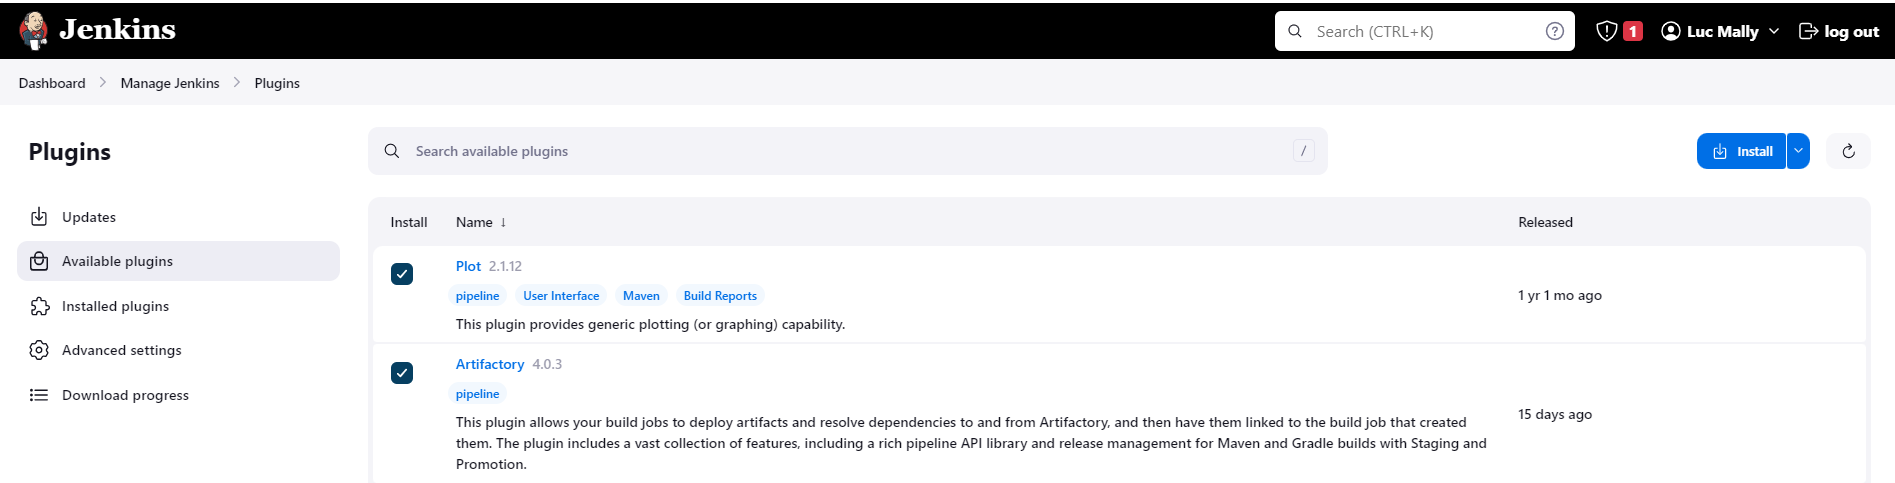 Jenkins
Search (CTRL+K)
?
1
Luc Mally
log out
Dashboard
Manage Jenkins
Plugins
Plugins
Search available plugins
/
Install
Updates
Available plugins
Installed plugins
Advanced settings
Download progress
Install
Name ↓
Released
Plot 2.1.12
pipeline
User Interface
Maven
Build Reports
This plugin provides generic plotting (or graphing) capability.
1 yr 1 mo ago
Artifactory 4.0.3
pipeline
This plugin allows your build jobs to deploy artifacts and resolve dependencies to and from Artifactory, and then have them linked to the build job that created
them. The plugin includes a vast collection of features, including a rich pipeline API library and release management for Maven and Gradle builds with Staging and
Promotion.
15 days ago